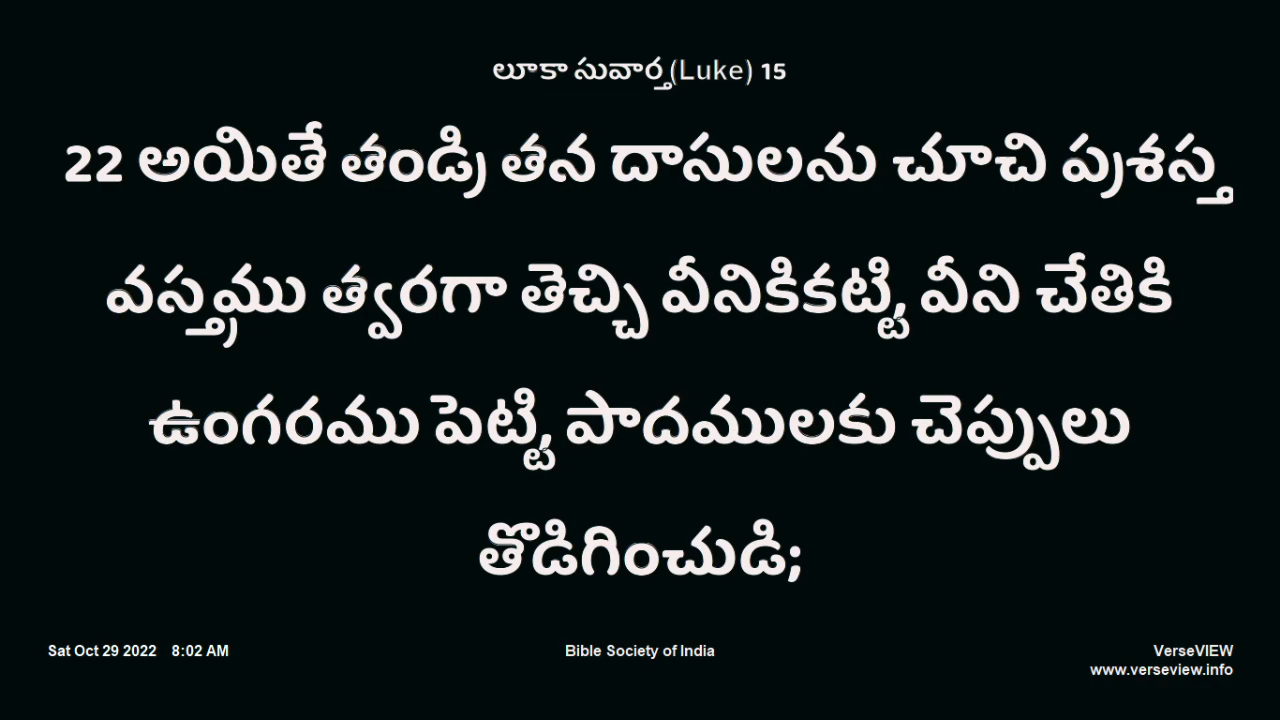 లూకా సువార్త(Luke) 15
22 అయితే తండ్రి తన దాసులను చూచి ప్రశస్త
వస్త్రము త్వరగా తెచ్చి వీనికికట్టి, వీని చేతికి
ఉంగరము పెట్టి, పాదములకు చెప్పులు
తొడిగించుడి;
Sat Oct 29 2022 8:02 AM
Bible Society of India
VerseVIEW
www.verseview.info